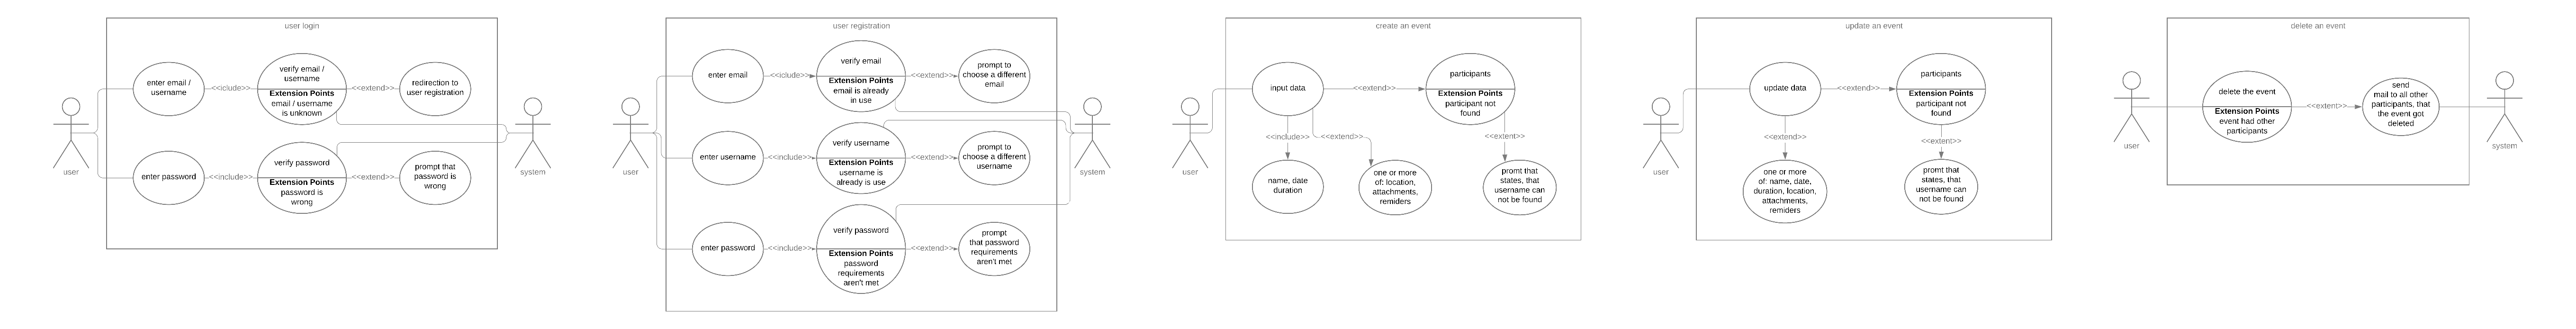 user login
enter email /
username
<<iclude>>
verify email /
username
Extension Points
email / username
is unknown
<<extend>>
redirection to
user registration
enter password
<<include>>
verify password
Extension Points
password is
wrong
<<extend>>
prompt that
password is
wrong
user
system
user registration
enter email
<<iclude>>
verify email
Extension Points
email is already
in use
<<extend>>
prompt to
choose a different
email
enter username
<<include>>
verify username
Extension Points
username is
already is use
<<extend>>
prompt to
choose a different
username
enter password
<<include>>
verify password
Extension Points
password
requirements
aren't met
<<extend>>
prompt
that password
requirements
aren't met
user
system
create an event
input data
<<extend>>
participants
Extension Points
participant not
found
<<include>>
<<extend>>
<<extent>>
name, date
duration
one or more
of: location,
attachments,
remiders
promt that
states, that
username can
not be found
user
update an event
update data
<<extend>>
participants
Extension Points
participant not
found
<<extend>>
<<extent>>
one or more
of: name, date,
duration, location,
attachments,
remiders
promt that
states, that
username can
not be found
user
delete an event
delete the event
Extension Points
event had other
participants
<<extent>>
send
mail to all other
participants, that
the event got
deleted
user
system